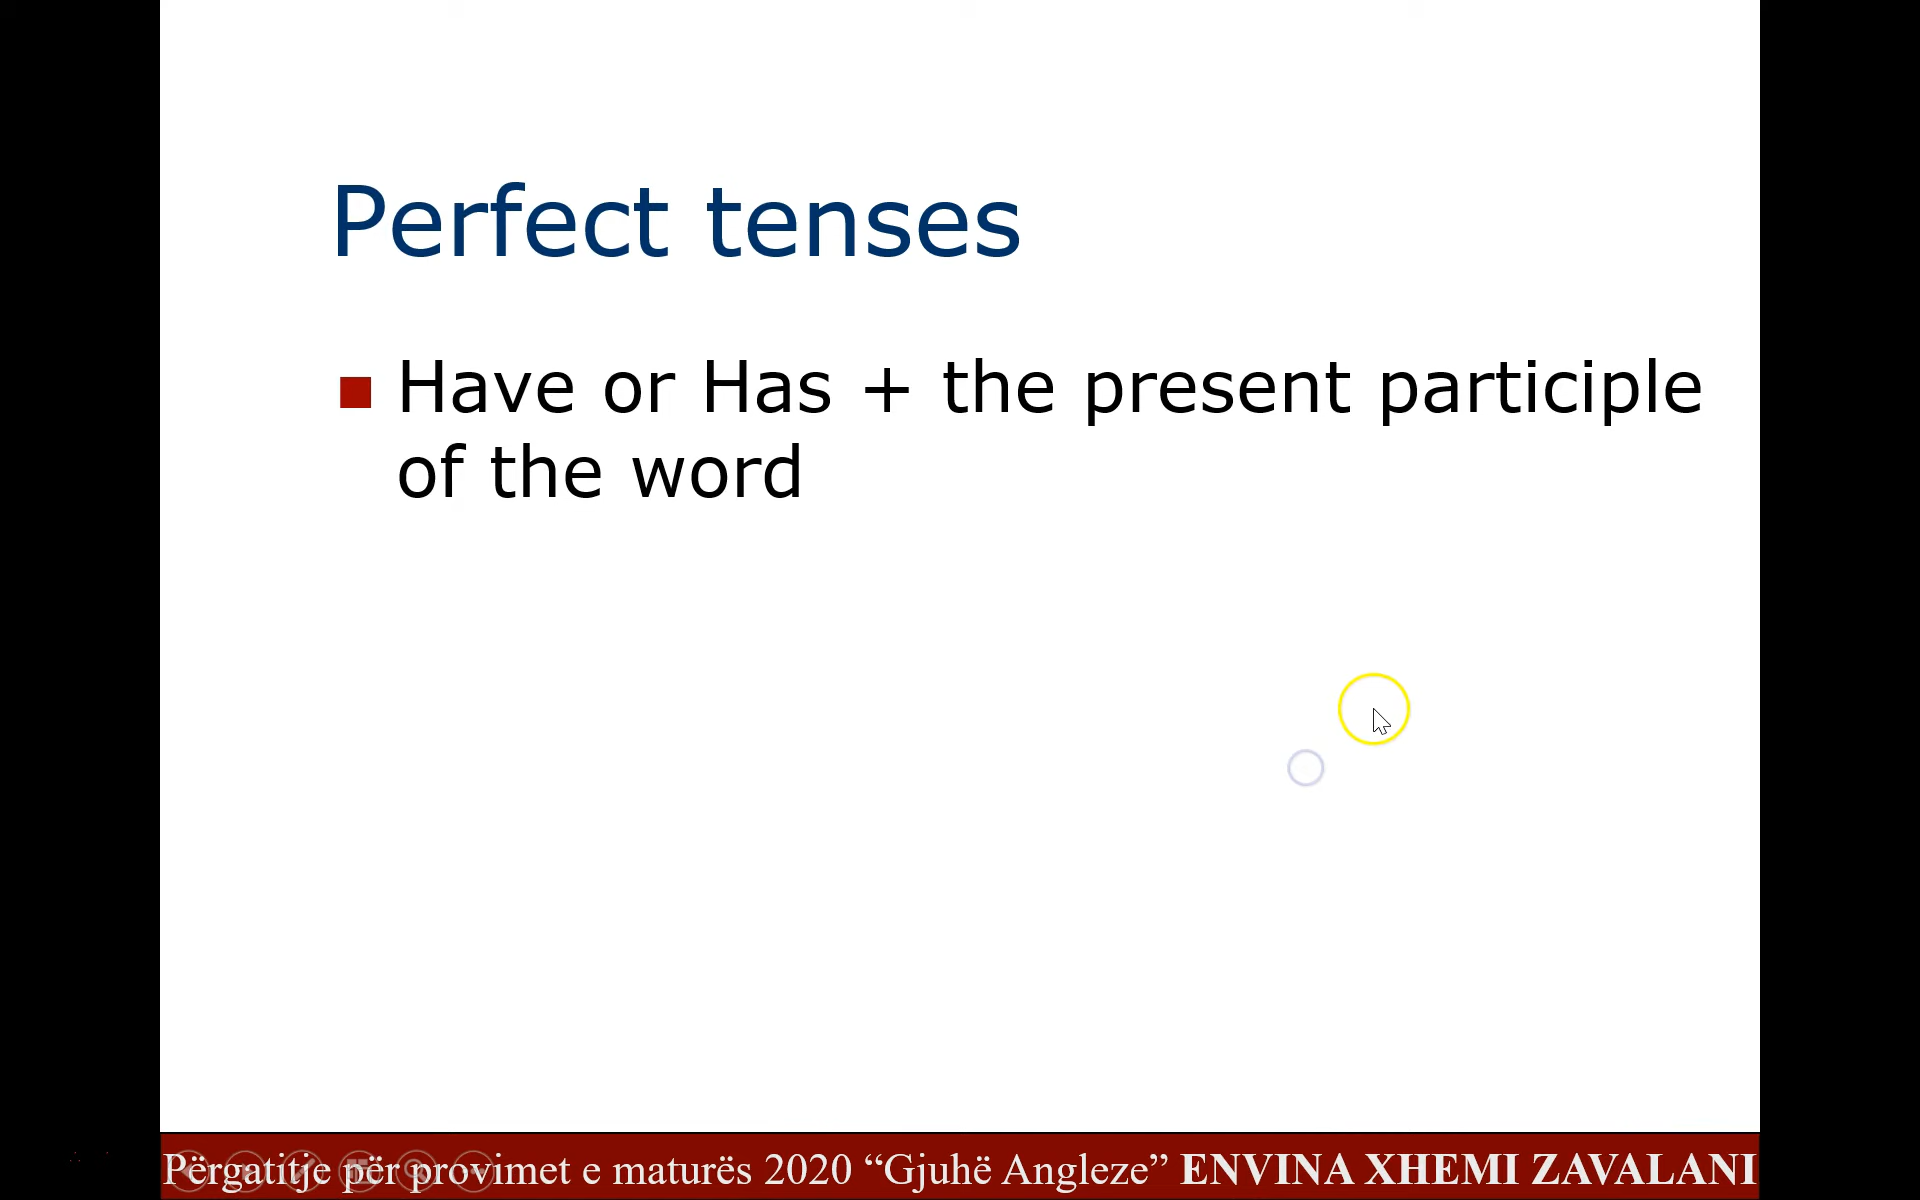 Perfect tenses
Have or Has + the present participle
of the word
Përgatitje për provimet e maturës 2020 “Gjuhë Angleze” ENVINA XHEMI ZAVALANI